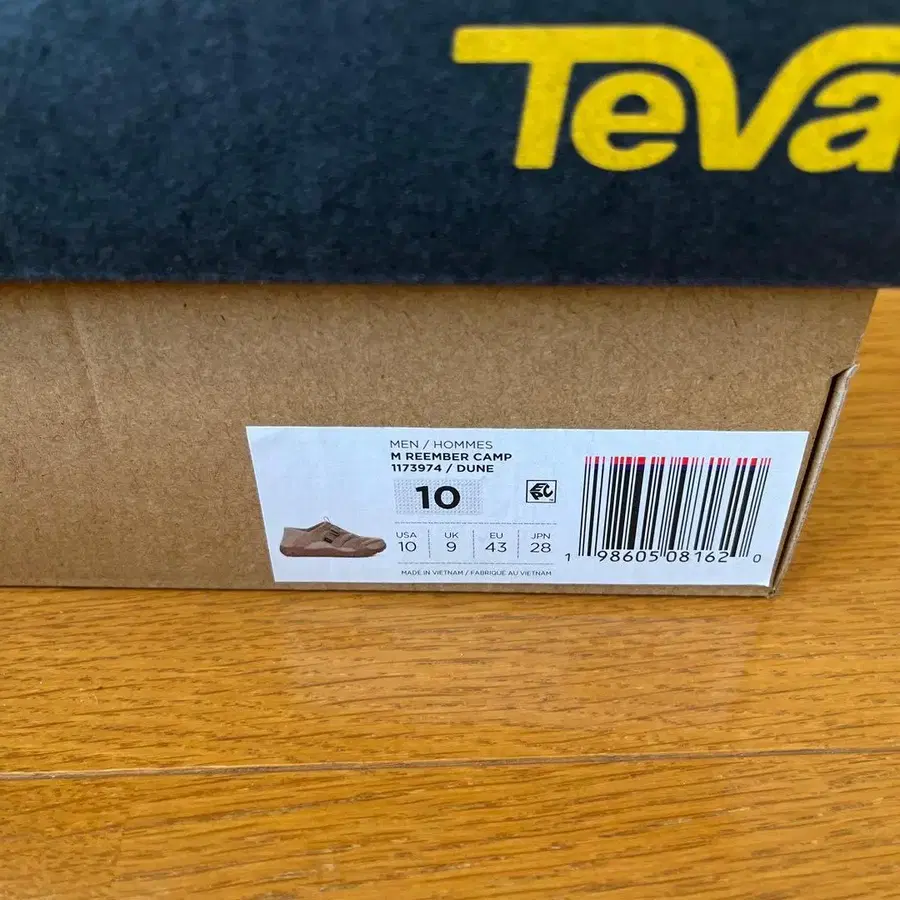 Teva
MEN / HOMMES
M REEMBER CAMP
1173974 / DUNE
10
USA UK EU JPN
10 9 43 28
MADE IN VIETNAM / FABRIQUÉ AU VIETNAM
1 98605 08162 0